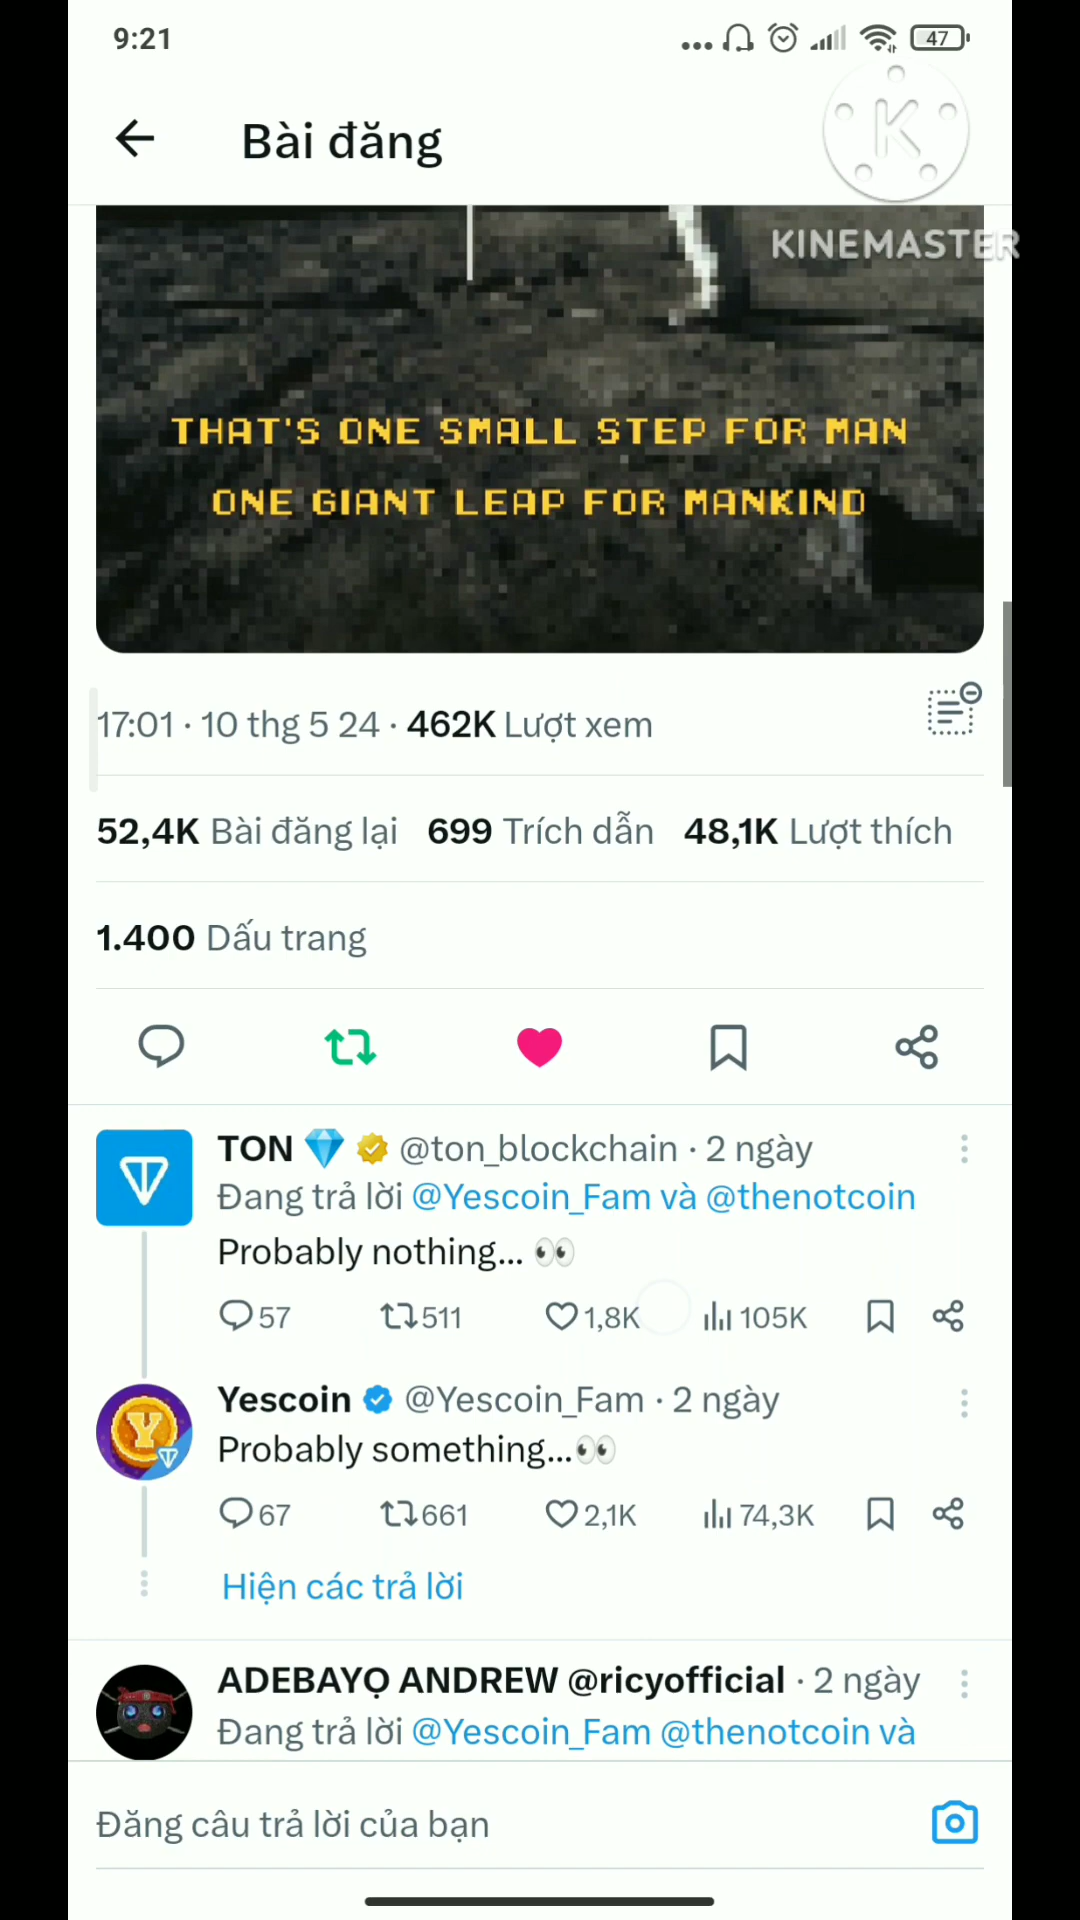 9:21
47
Bài đăng
K
KINEMASTER
THAT'S ONE SMALL STEP FOR MAN
ONE GIANT LEAP FOR MANKIND
17:01 · 10 thg 5 24 · 462K Lượt xem
52,4K Bài đăng lại 699 Trích dẫn 48,1K Lượt thích
1.400 Dấu trang
TON 💎 @ton_blockchain · 2 ngày
Đang trả lời @Yescoin_Fam và @thenotcoin
Probably nothing... 👀
57 511 1,8K 105K
Y
Yescoin @Yescoin_Fam · 2 ngày
Probably something...👀
67 661 2,1K 74,3K
Hiện các trả lời
ADEBAYỌ ANDREW @ricyofficial · 2 ngày
Đang trả lời @Yescoin_Fam @thenotcoin và
Đăng câu trả lời của bạn